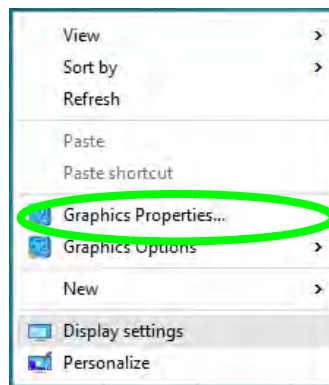 View
Sort by
Refresh
Paste
Paste shortcut
Graphics Properties...
Graphics Options
New
Display settings
Personalize